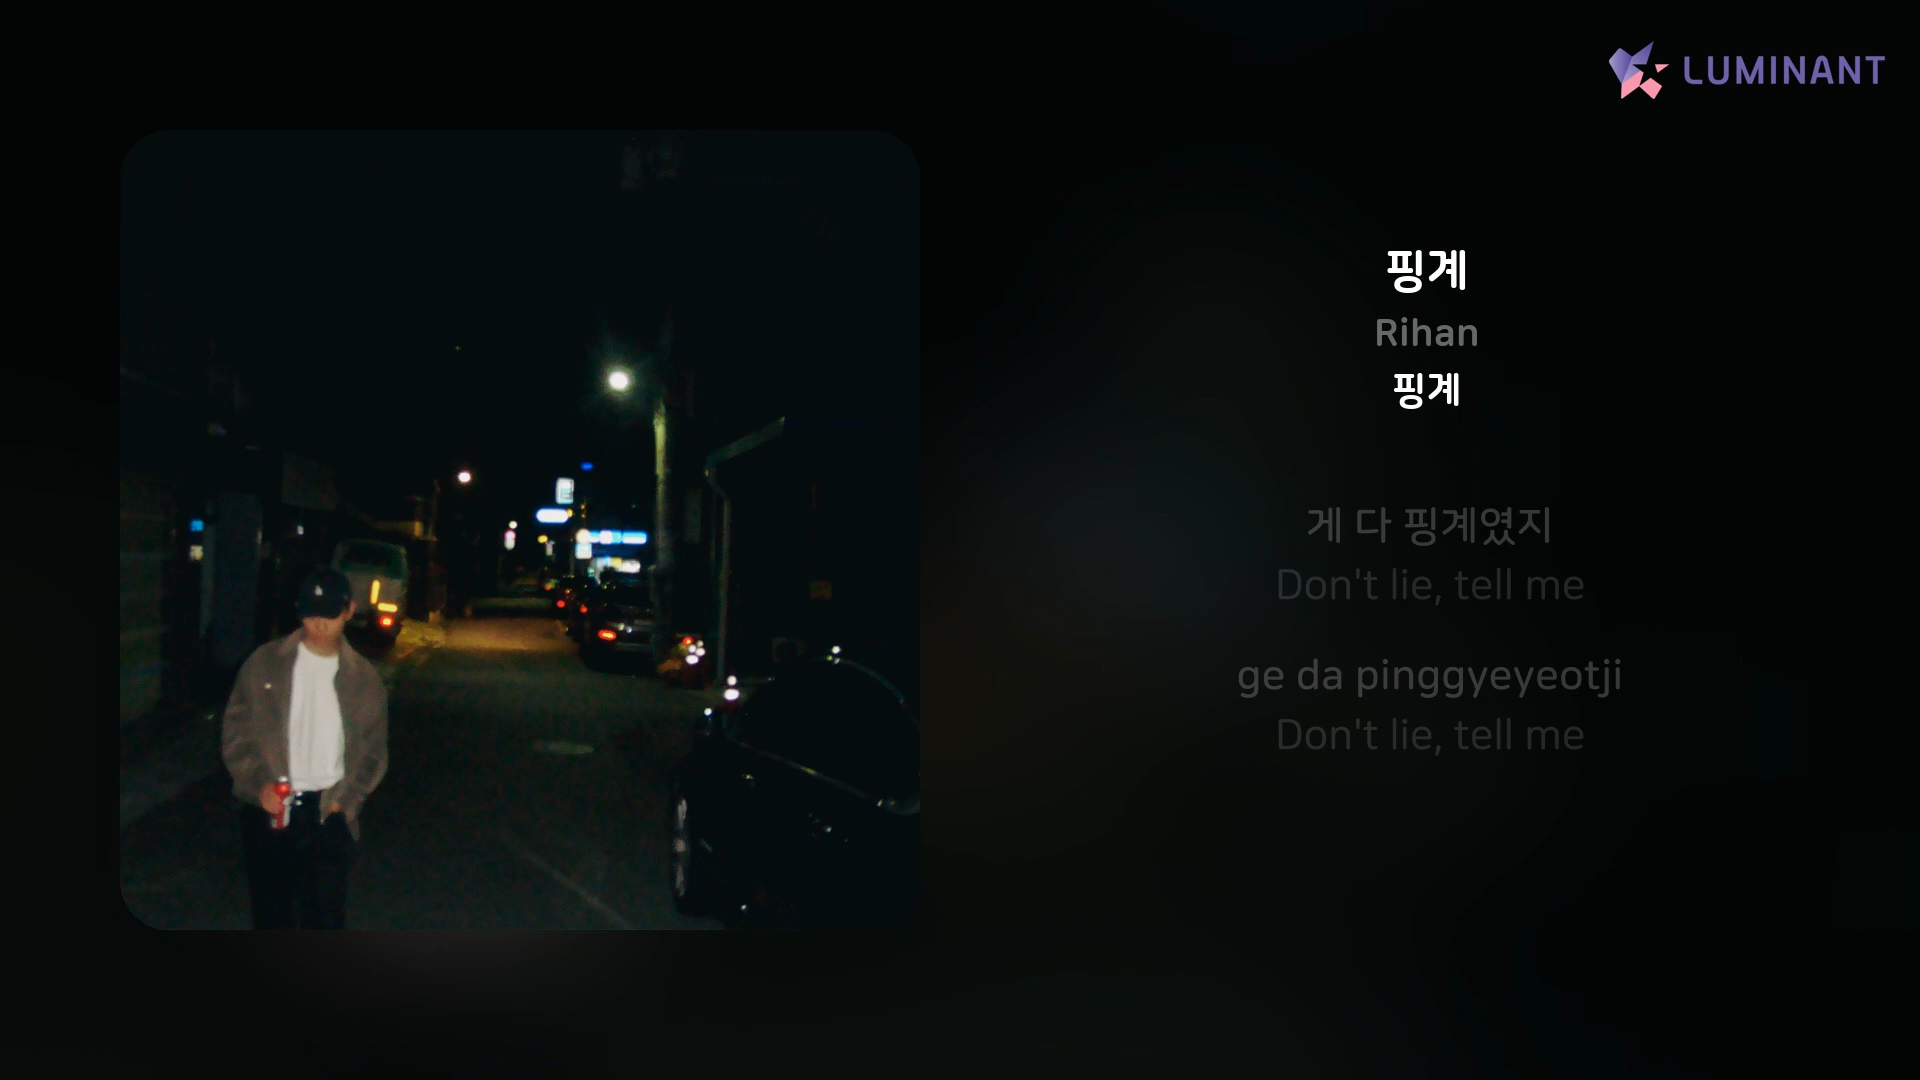 LUMINANT
핑계
Rihan
핑계
게 다 핑계였지
Don't lie, tell me
ge da pinggyeyeotji
Don't lie, tell me